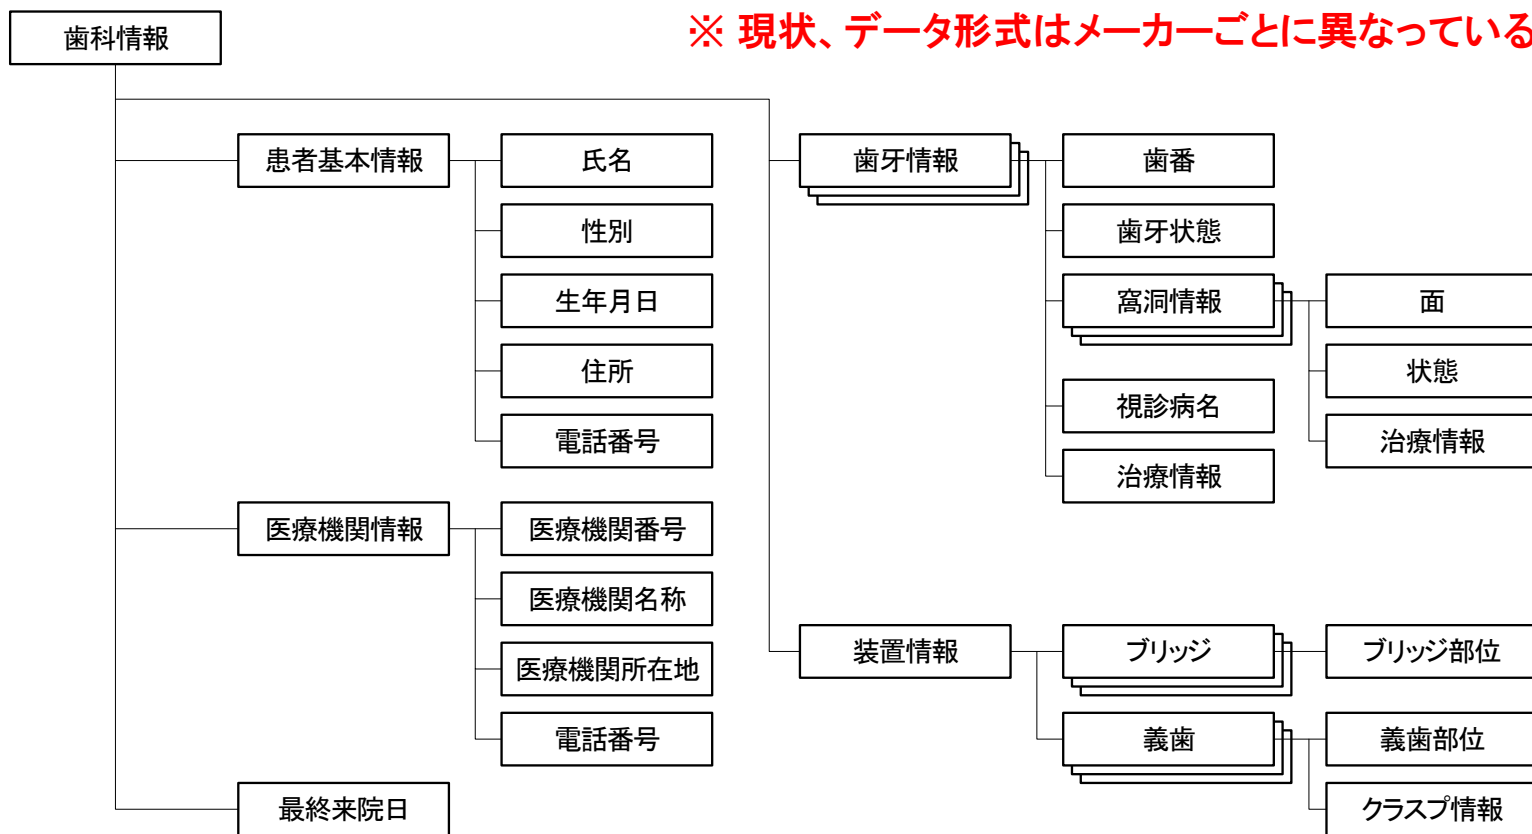 歯科情報
※ 現状、データ形式はメーカーごとに異なっている
患者基本情報
氏名
性別
生年月日
住所
電話番号
医療機関情報
医療機関番号
医療機関名称
医療機関所在地
電話番号
最終来院日
歯牙情報
歯番
歯牙状態
窩洞情報
面
状態
治療情報
視診病名
治療情報
装置情報
ブリッジ
ブリッジ部位
義歯
義歯部位
クラスプ情報